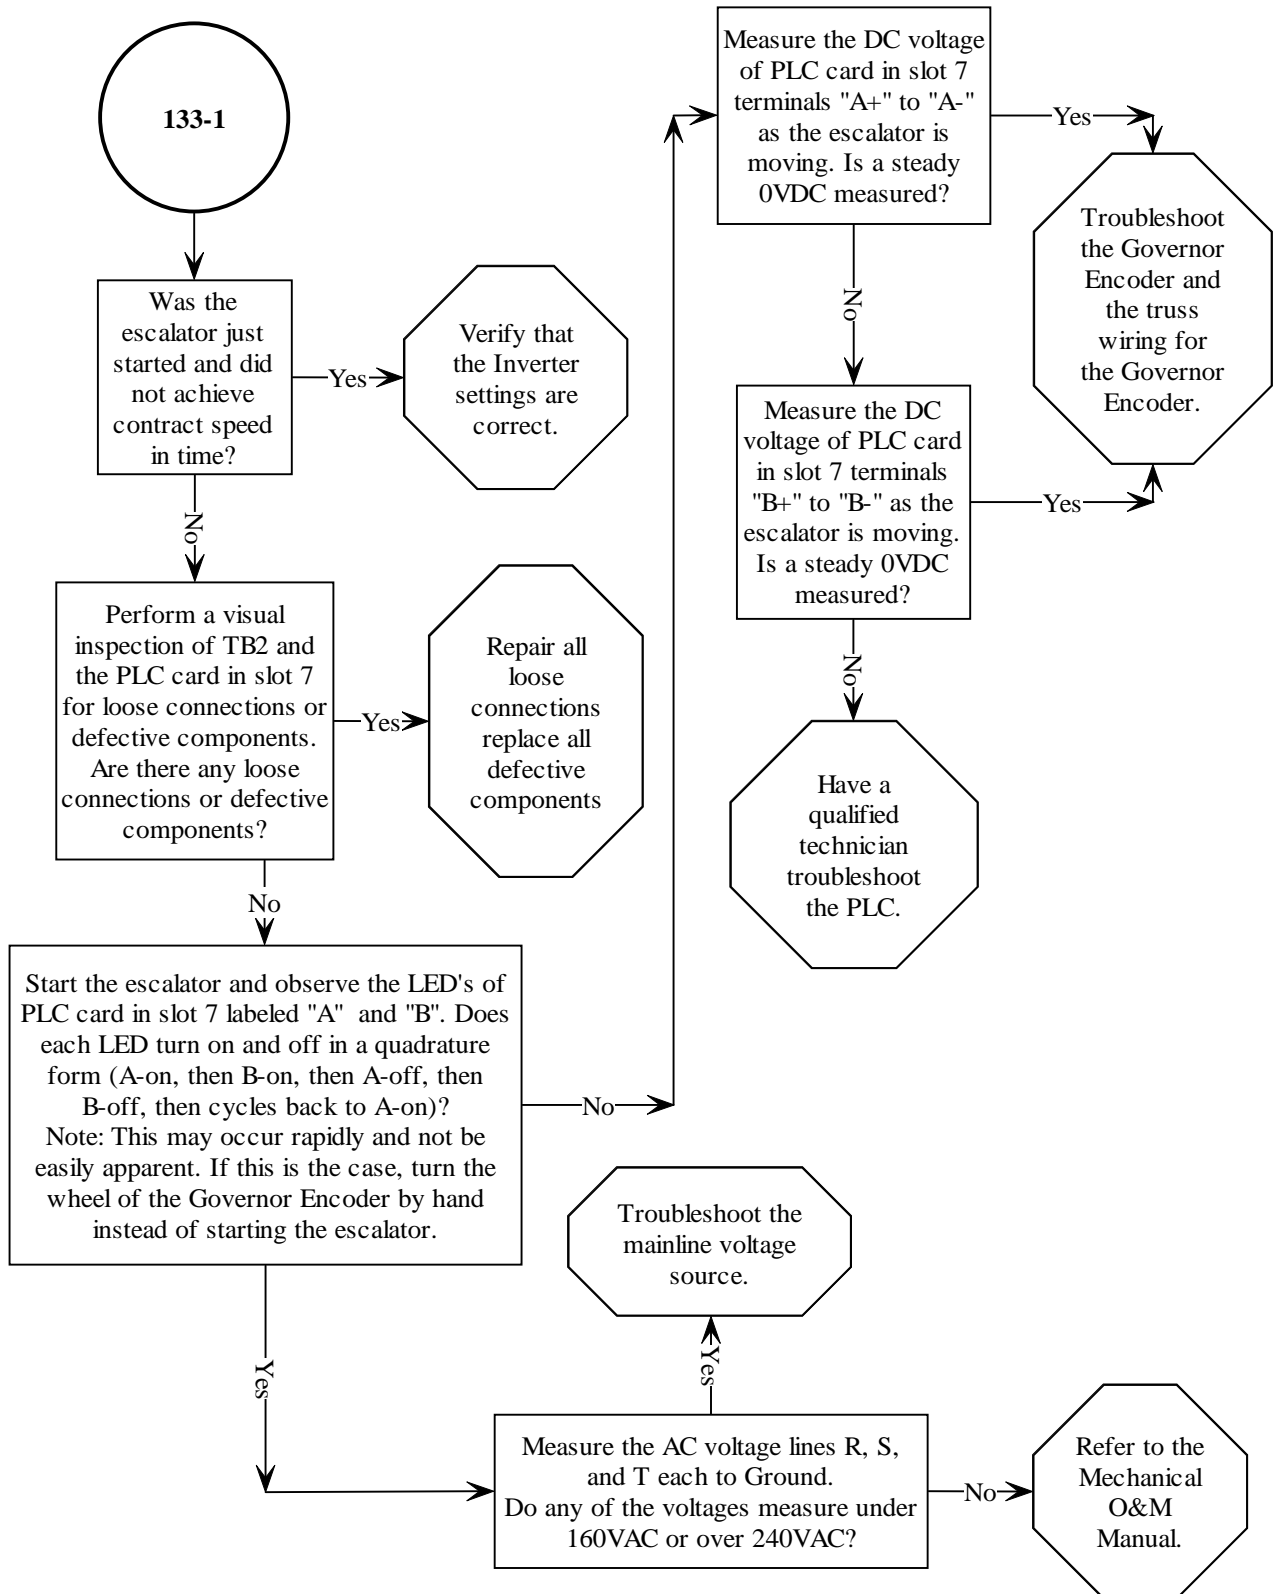 133-1
Was the
escalator just
started and did
not achieve
contract speed
in time?
Yes
Verify that
the Inverter
settings are
correct.
No
Perform a visual
inspection of TB2 and
the PLC card in slot 7
for loose connections or
defective components.
Are there any loose
connections or defective
components?
Yes
Repair all
loose
connections
replace all
defective
components
No
Start the escalator and observe the LED's of
PLC card in slot 7 labeled "A" and "B". Does
each LED turn on and off in a quadrature
form (A-on, then B-on, then A-off, then
B-off, then cycles back to A-on)?
Note: This may occur rapidly and not be
easily apparent. If this is the case, turn the
wheel of the Governor Encoder by hand
instead of starting the escalator.
No
Measure the DC voltage
of PLC card in slot 7
terminals "A+" to "A-"
as the escalator is
moving. Is a steady
0VDC measured?
Yes
Troubleshoot
the Governor
Encoder and
the truss
wiring for
the Governor
Encoder.
No
Measure the DC
voltage of PLC card
in slot 7 terminals
"B+" to "B-" as the
escalator is moving.
Is a steady 0VDC
measured?
Yes
No
Have a
qualified
technician
troubleshoot
the PLC.
Yes
Measure the AC voltage lines R, S,
and T each to Ground.
Do any of the voltages measure under
160VAC or over 240VAC?
Yes
Troubleshoot the
mainline voltage
source.
No
Refer to the
Mechanical
O&M
Manual.